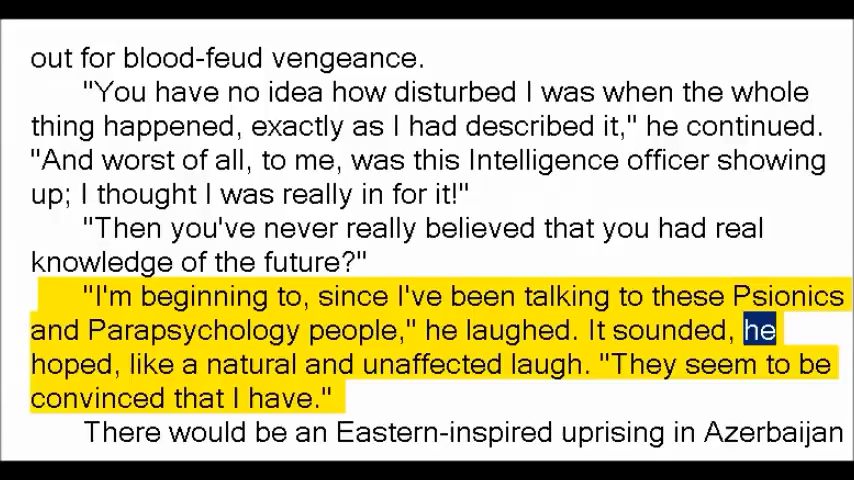 out for blood-feud vengeance.
"You have no idea how disturbed I was when the whole
thing happened, exactly as I had described it," he continued.
"And worst of all, to me, was this Intelligence officer showing
up; I thought I was really in for it!"
"Then you've never really believed that you had real
knowledge of the future?"
"I'm beginning to, since I've been talking to these Psionics
and Parapsychology people," he laughed. It sounded, he
hoped, like a natural and unaffected laugh. "They seem to be
convinced that I have."
There would be an Eastern-inspired uprising in Azerbaijan